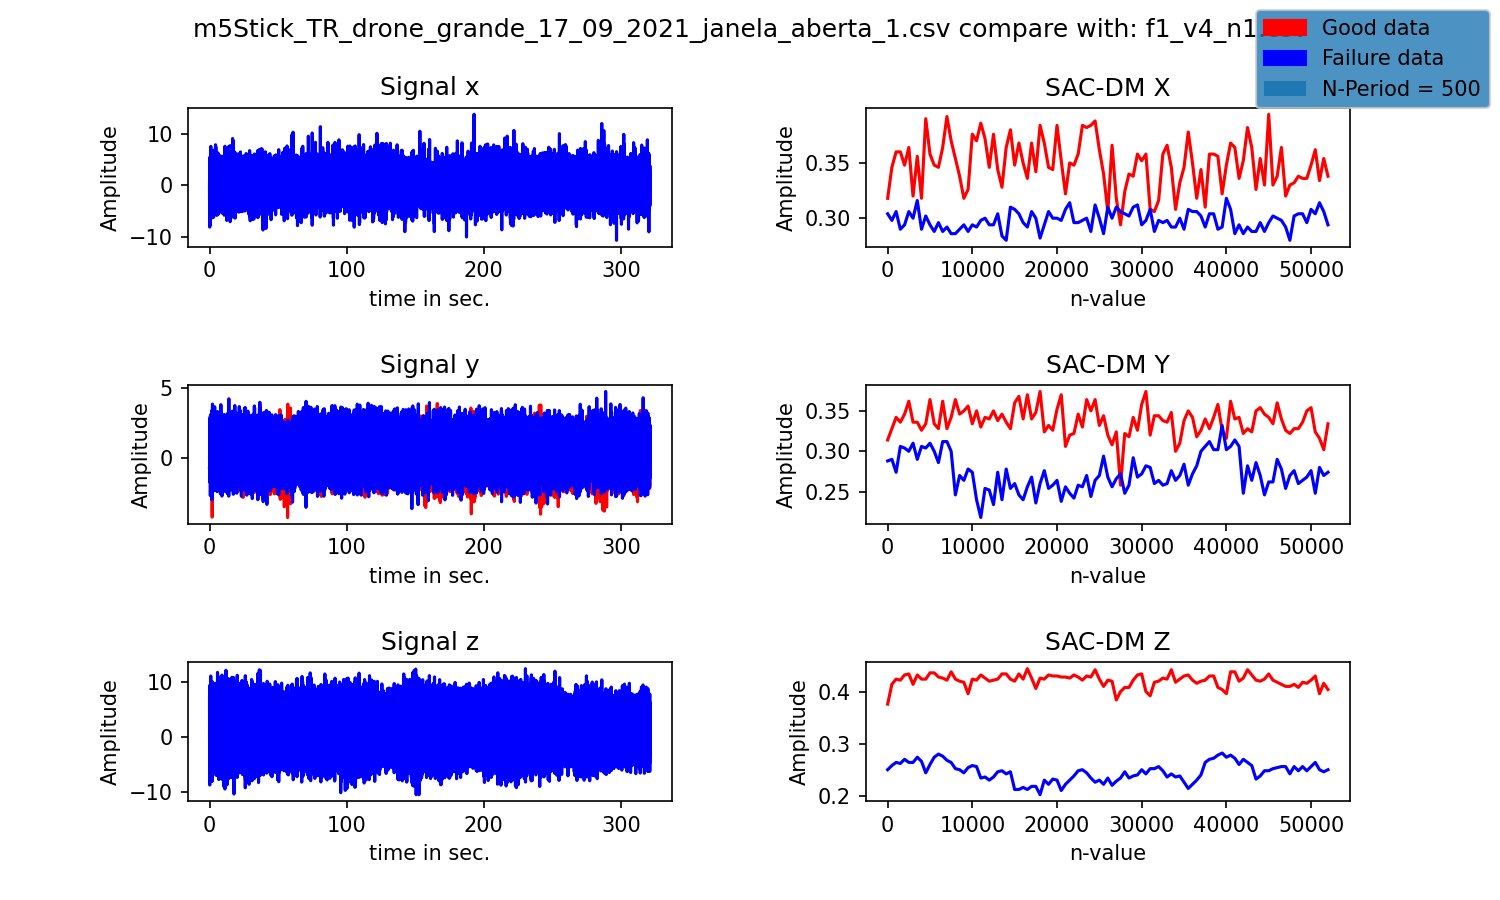 m5Stick_TR_drone_grande_17_09_2021_janela_aberta_1.csv compare with: f1_v4_n1
Good data
Failure data
N-Period = 500
Signal x
Amplitude
10
0
−10
0 100 200 300
time in sec.
SAC-DM X
Amplitude
0.35
0.30
0 10000 20000 30000 40000 50000
n-value
Signal y
Amplitude
5
0
0 100 200 300
time in sec.
SAC-DM Y
Amplitude
0.35
0.30
0.25
0 10000 20000 30000 40000 50000
n-value
Signal z
Amplitude
10
0
−10
0 100 200 300
time in sec.
SAC-DM Z
Amplitude
0.4
0.3
0.2
0 10000 20000 30000 40000 50000
n-value